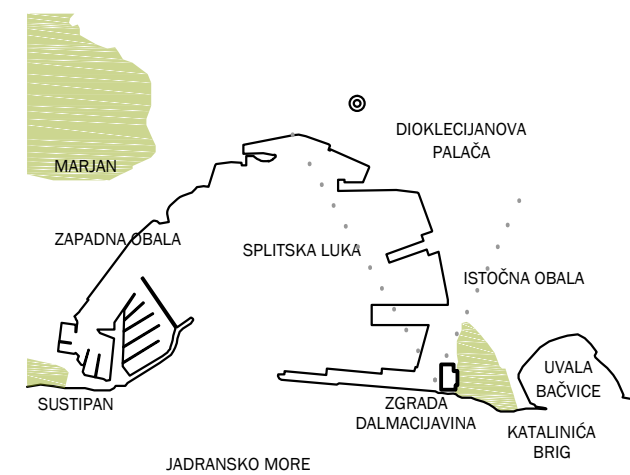 DIOKLECIJANOVA
PALAČA
MARJAN
ZAPADNA OBALA
SPLITSKA LUKA
ISTOČNA OBALA
UVALA
BAČVICE
SUSTIPAN
ZGRADA
DALMACIJAVINA
KATALINIĆA
BRIG
JADRANSKO MORE